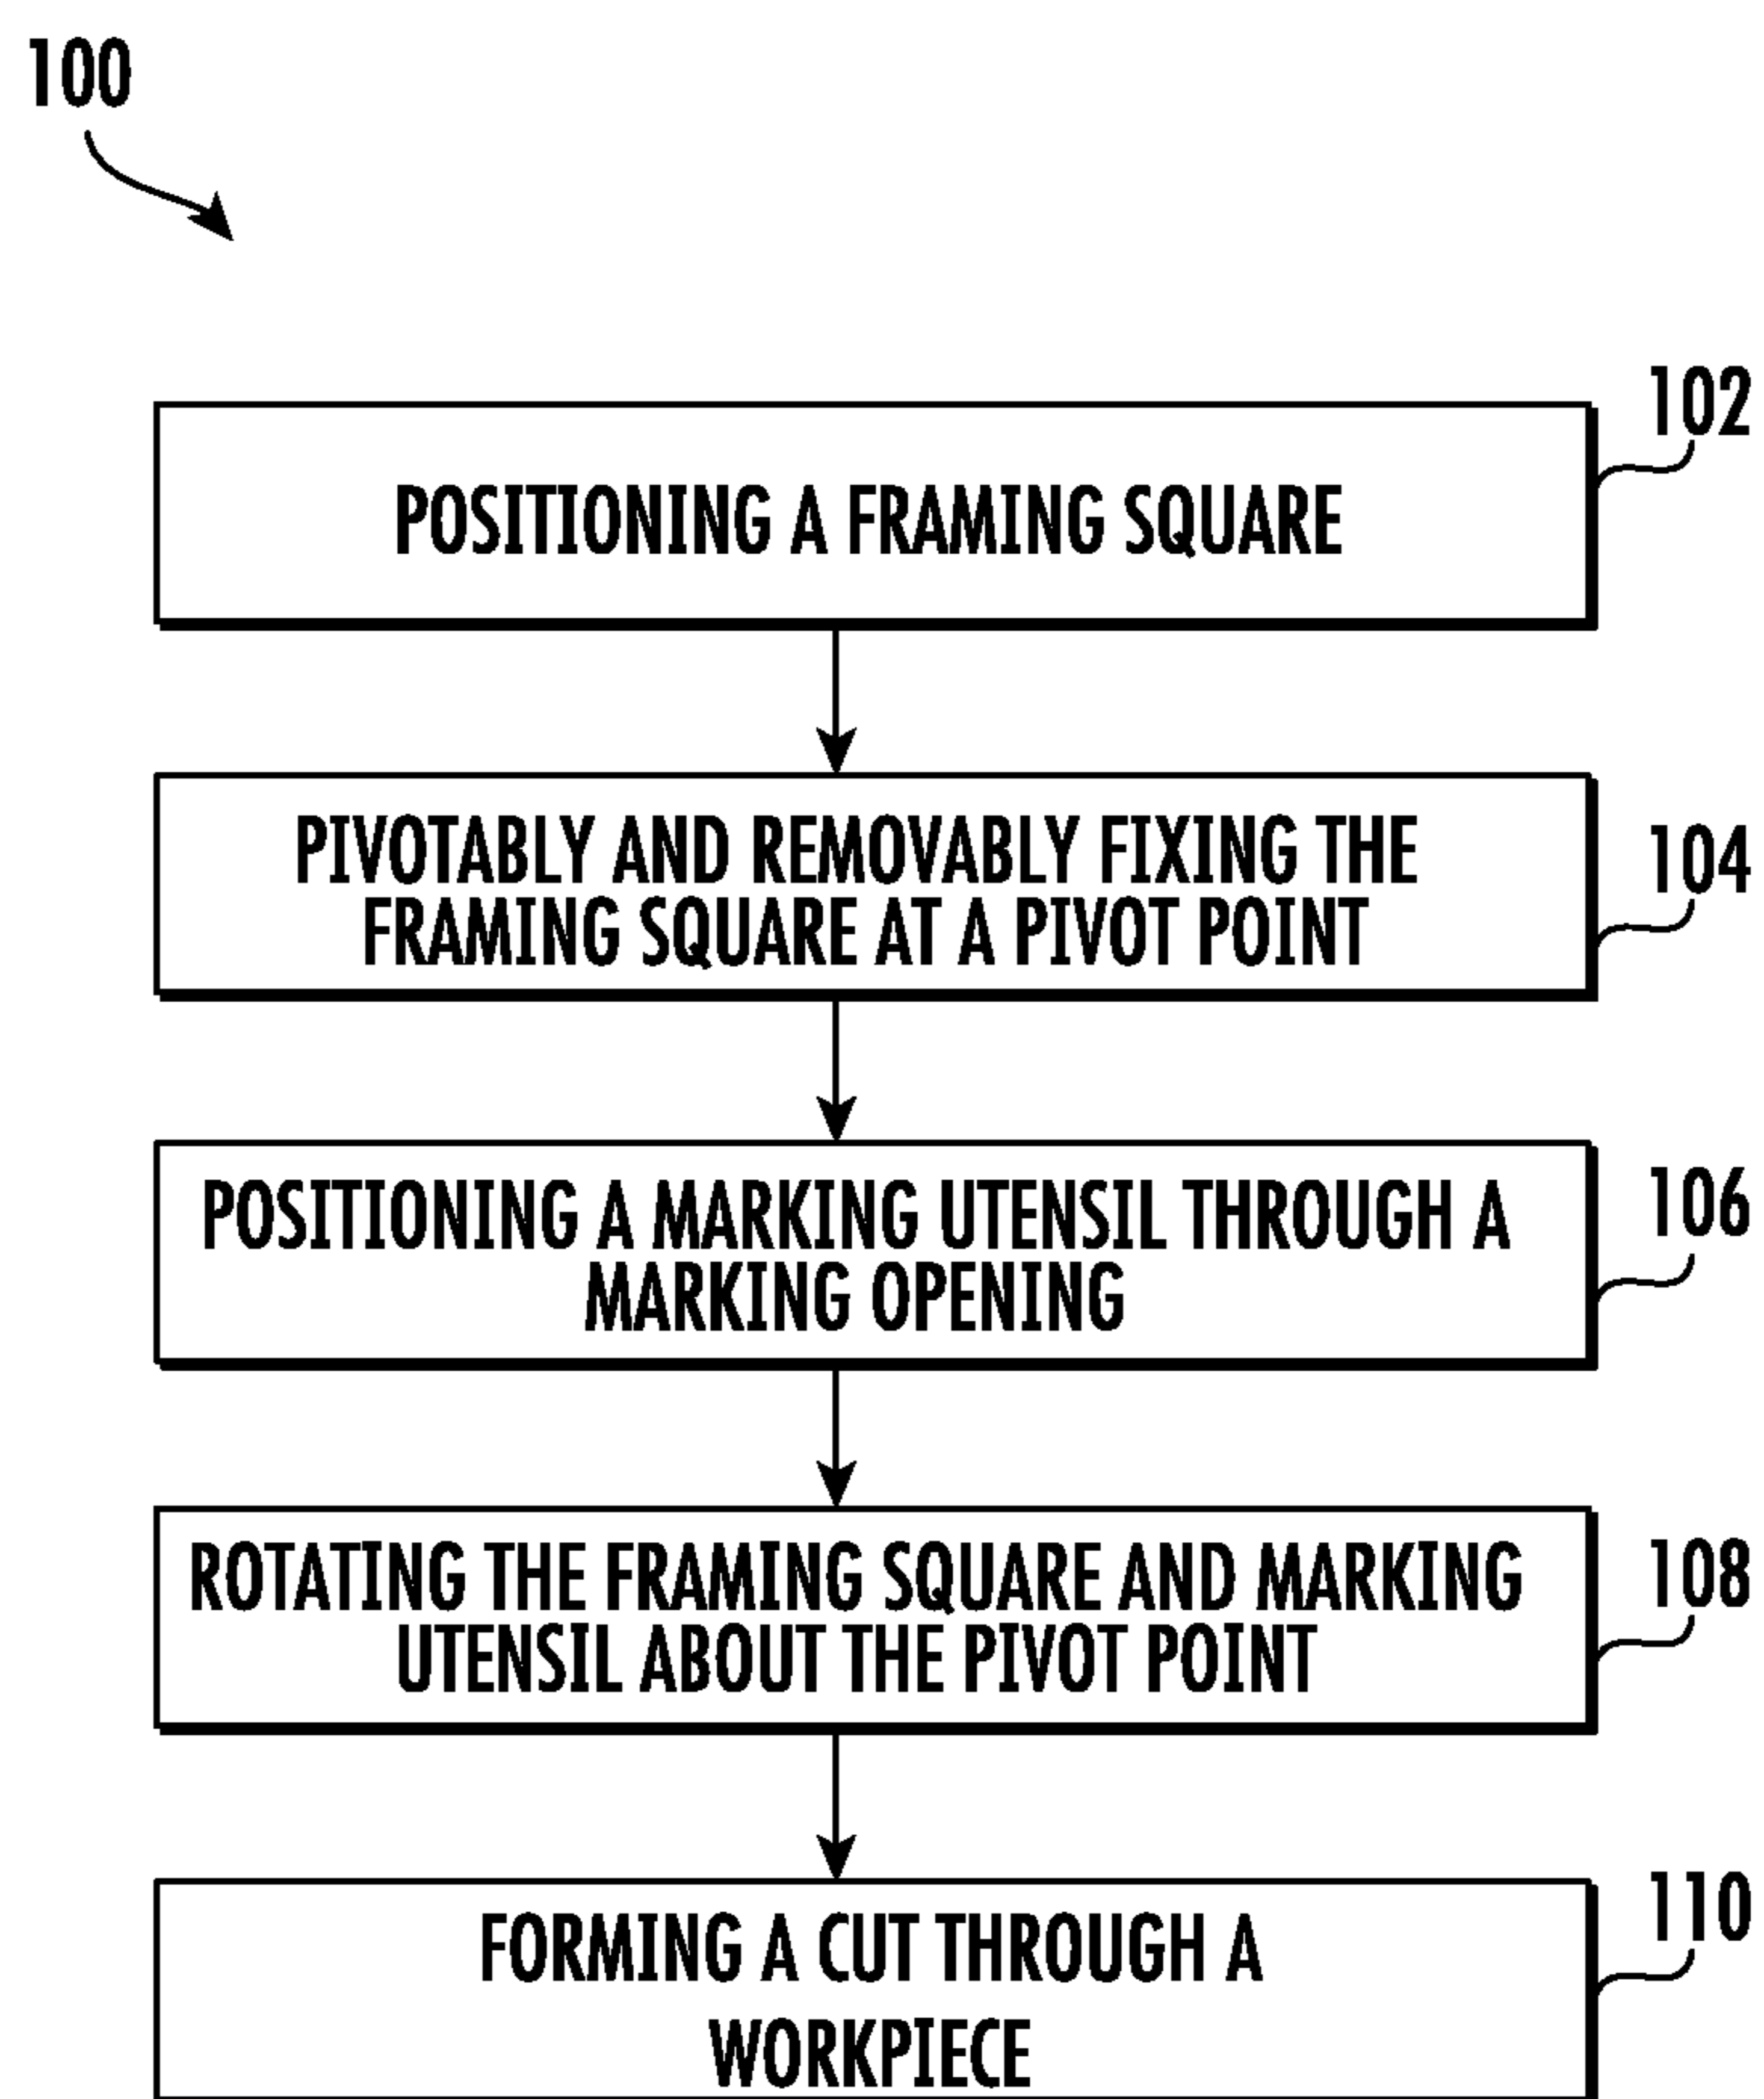 100
102
POSITIONING A FRAMING SQUARE
PIVOTABLY AND REMOVABLY FIXING THE
FRAMING SQUARE AT A PIVOT POINT
104
POSITIONING A MARKING UTENSIL THROUGH A
MARKING OPENING
106
ROTATING THE FRAMING SQUARE AND MARKING
UTENSIL ABOUT THE PIVOT POINT
108
FORMING A CUT THROUGH A
WORKPIECE
110